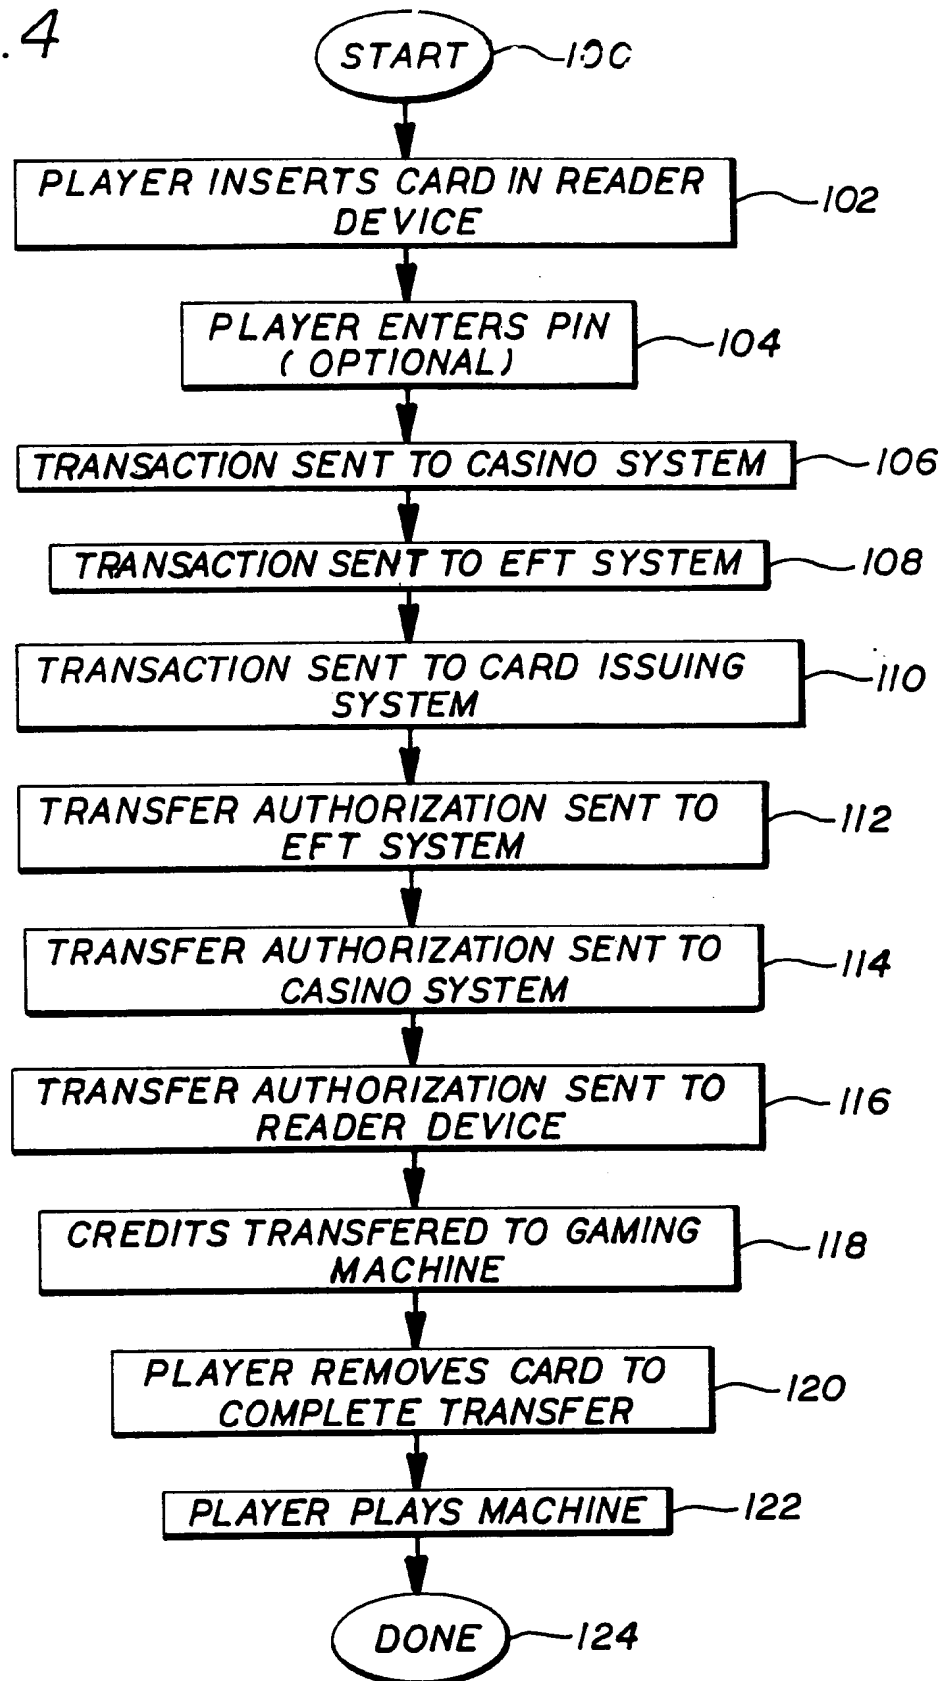 .4
START 100
PLAYER INSERTS CARD IN READER
DEVICE 102
PLAYER ENTERS PIN
(OPTIONAL) 104
TRANSACTION SENT TO CASINO SYSTEM 106
TRANSACTION SENT TO EFT SYSTEM 108
TRANSACTION SENT TO CARD ISSUING
SYSTEM 110
TRANSFER AUTHORIZATION SENT TO
EFT SYSTEM 112
TRANSFER AUTHORIZATION SENT TO
CASINO SYSTEM 114
TRANSFER AUTHORIZATION SENT TO
READER DEVICE 116
CREDITS TRANSFERED TO GAMING
MACHINE 118
PLAYER REMOVES CARD TO
COMPLETE TRANSFER 120
PLAYER PLAYS MACHINE 122
DONE 124